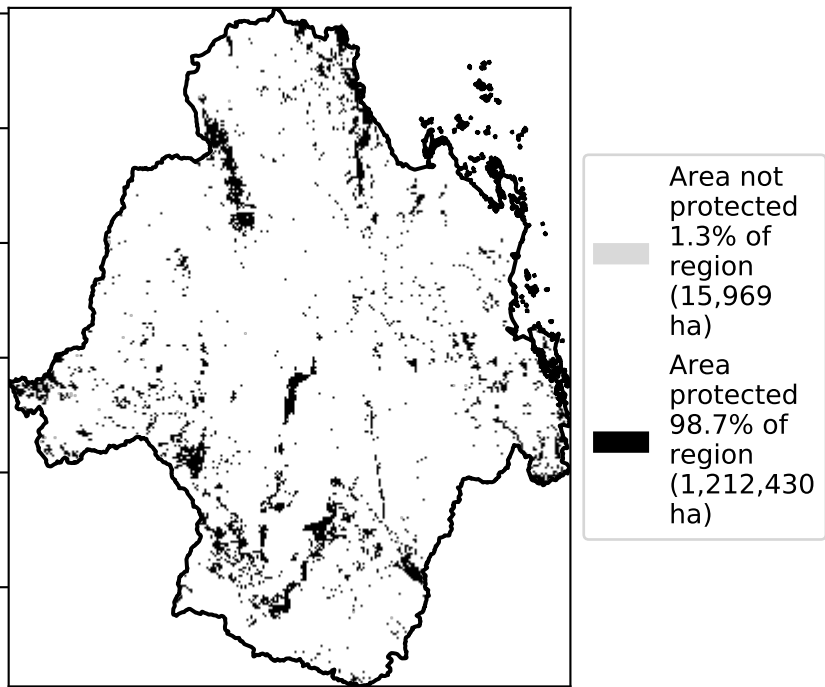 Area not
protected
1.3% of
region
(15,969
ha)
Area
protected
98.7% of
region
(1,212,430
ha)